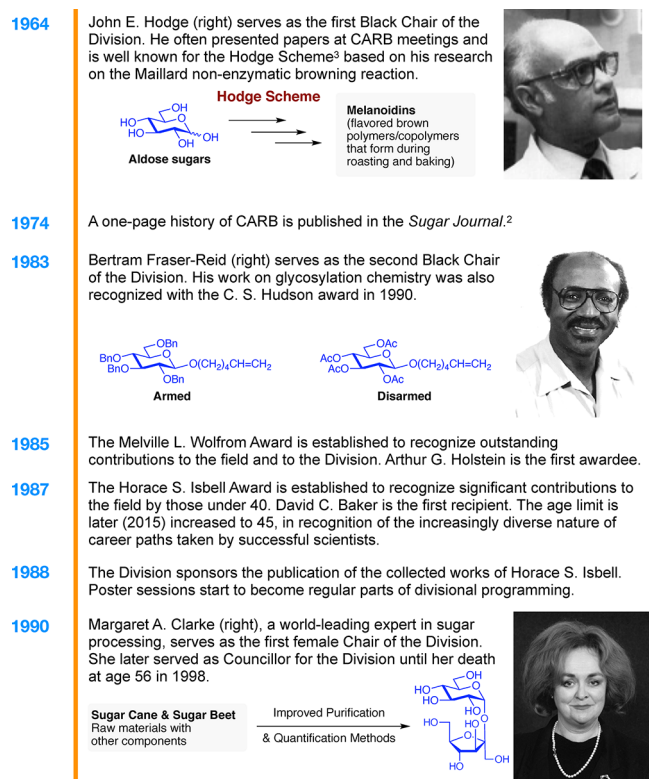 1964
John E. Hodge (right) serves as the first Black Chair of the
Division. He often presented papers at CARB meetings and
is well known for the Hodge Scheme³ based on his research
on the Maillard non-enzymatic browning reaction.
Hodge Scheme
OH
HO
O
HO
OH
OH
Aldose sugars
Melanoidins
(flavored brown
polymers/copolymers
that form during
roasting and baking)
1974
A one-page history of CARB is published in the Sugar Journal.²
1983
Bertram Fraser-Reid (right) serves as the second Black Chair
of the Division. His work on glycosylation chemistry was also
recognized with the C. S. Hudson award in 1990.
OBn
BnO
O
BnO
O(CH₂)₄CH=CH₂
OBn
Armed
OAc
AcO
O
AcO
O(CH₂)₄CH=CH₂
OAc
Disarmed
1985
The Melville L. Wolfrom Award is established to recognize outstanding
contributions to the field and to the Division. Arthur G. Holstein is the first awardee.
1987
The Horace S. Isbell Award is established to recognize significant contributions to
the field by those under 40. David C. Baker is the first recipient. The age limit is
later (2015) increased to 45, in recognition of the increasingly diverse nature of
career paths taken by successful scientists.
1988
The Division sponsors the publication of the collected works of Horace S. Isbell.
Poster sessions start to become regular parts of divisional programming.
1990
Margaret A. Clarke (right), a world-leading expert in sugar
processing, serves as the first female Chair of the Division.
She later served as Councillor for the Division until her death
at age 56 in 1998.
Sugar Cane & Sugar Beet
Raw materials with
other components
Improved Purification
& Quantification Methods
OH
HO
O
HO
HO
O
HO
HO
O
HO
OH